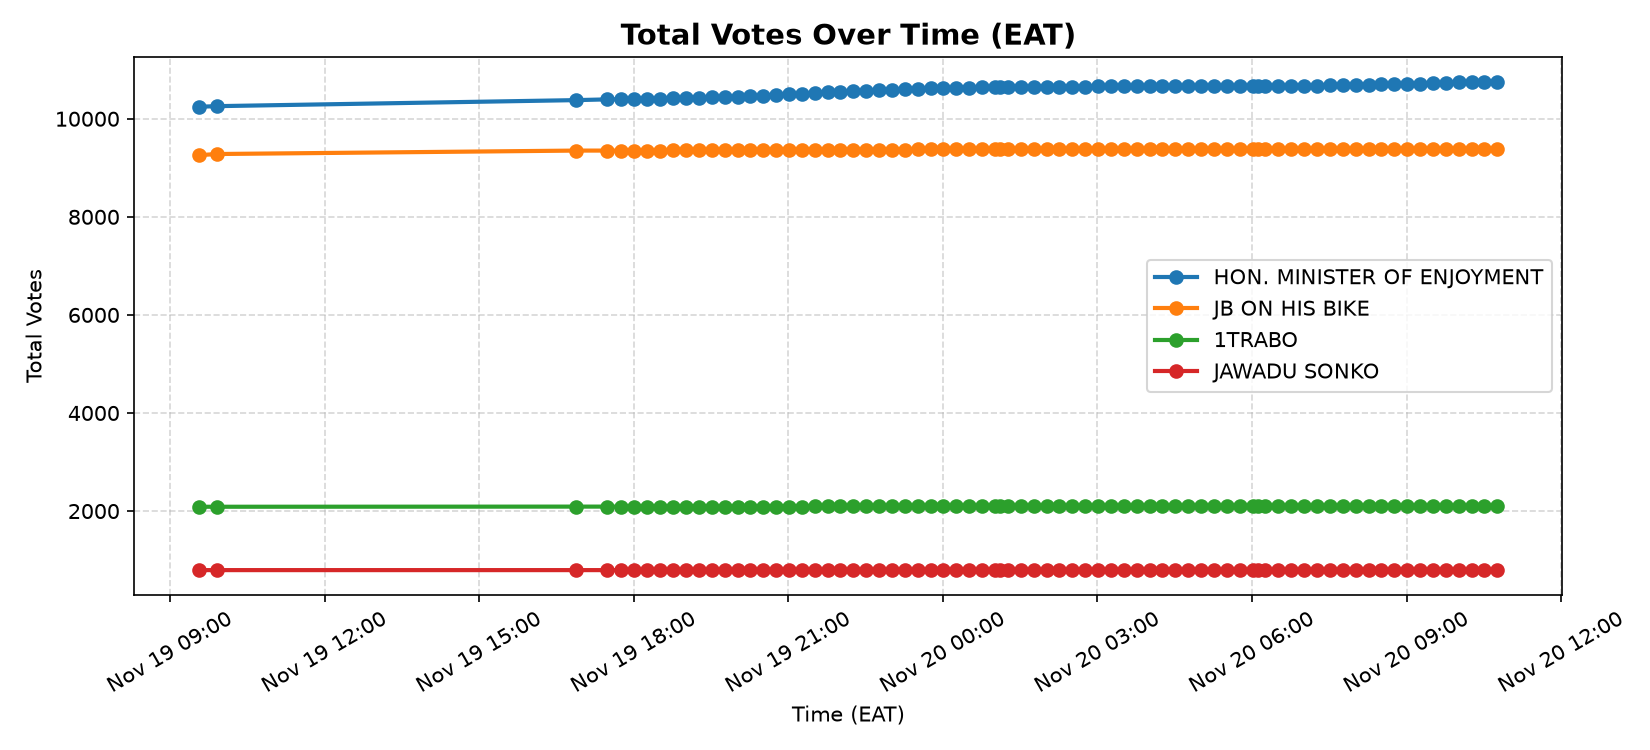 Total Votes Over Time (EAT)
Total Votes
10000
8000
6000
4000
2000
HON. MINISTER OF ENJOYMENT
JB ON HIS BIKE
1TRABO
JAWADU SONKO
Nov 19 09:00
Nov 19 12:00
Nov 19 15:00
Nov 19 18:00
Nov 19 21:00
Nov 20 00:00
Nov 20 03:00
Nov 20 06:00
Nov 20 09:00
Nov 20 12:00
Time (EAT)